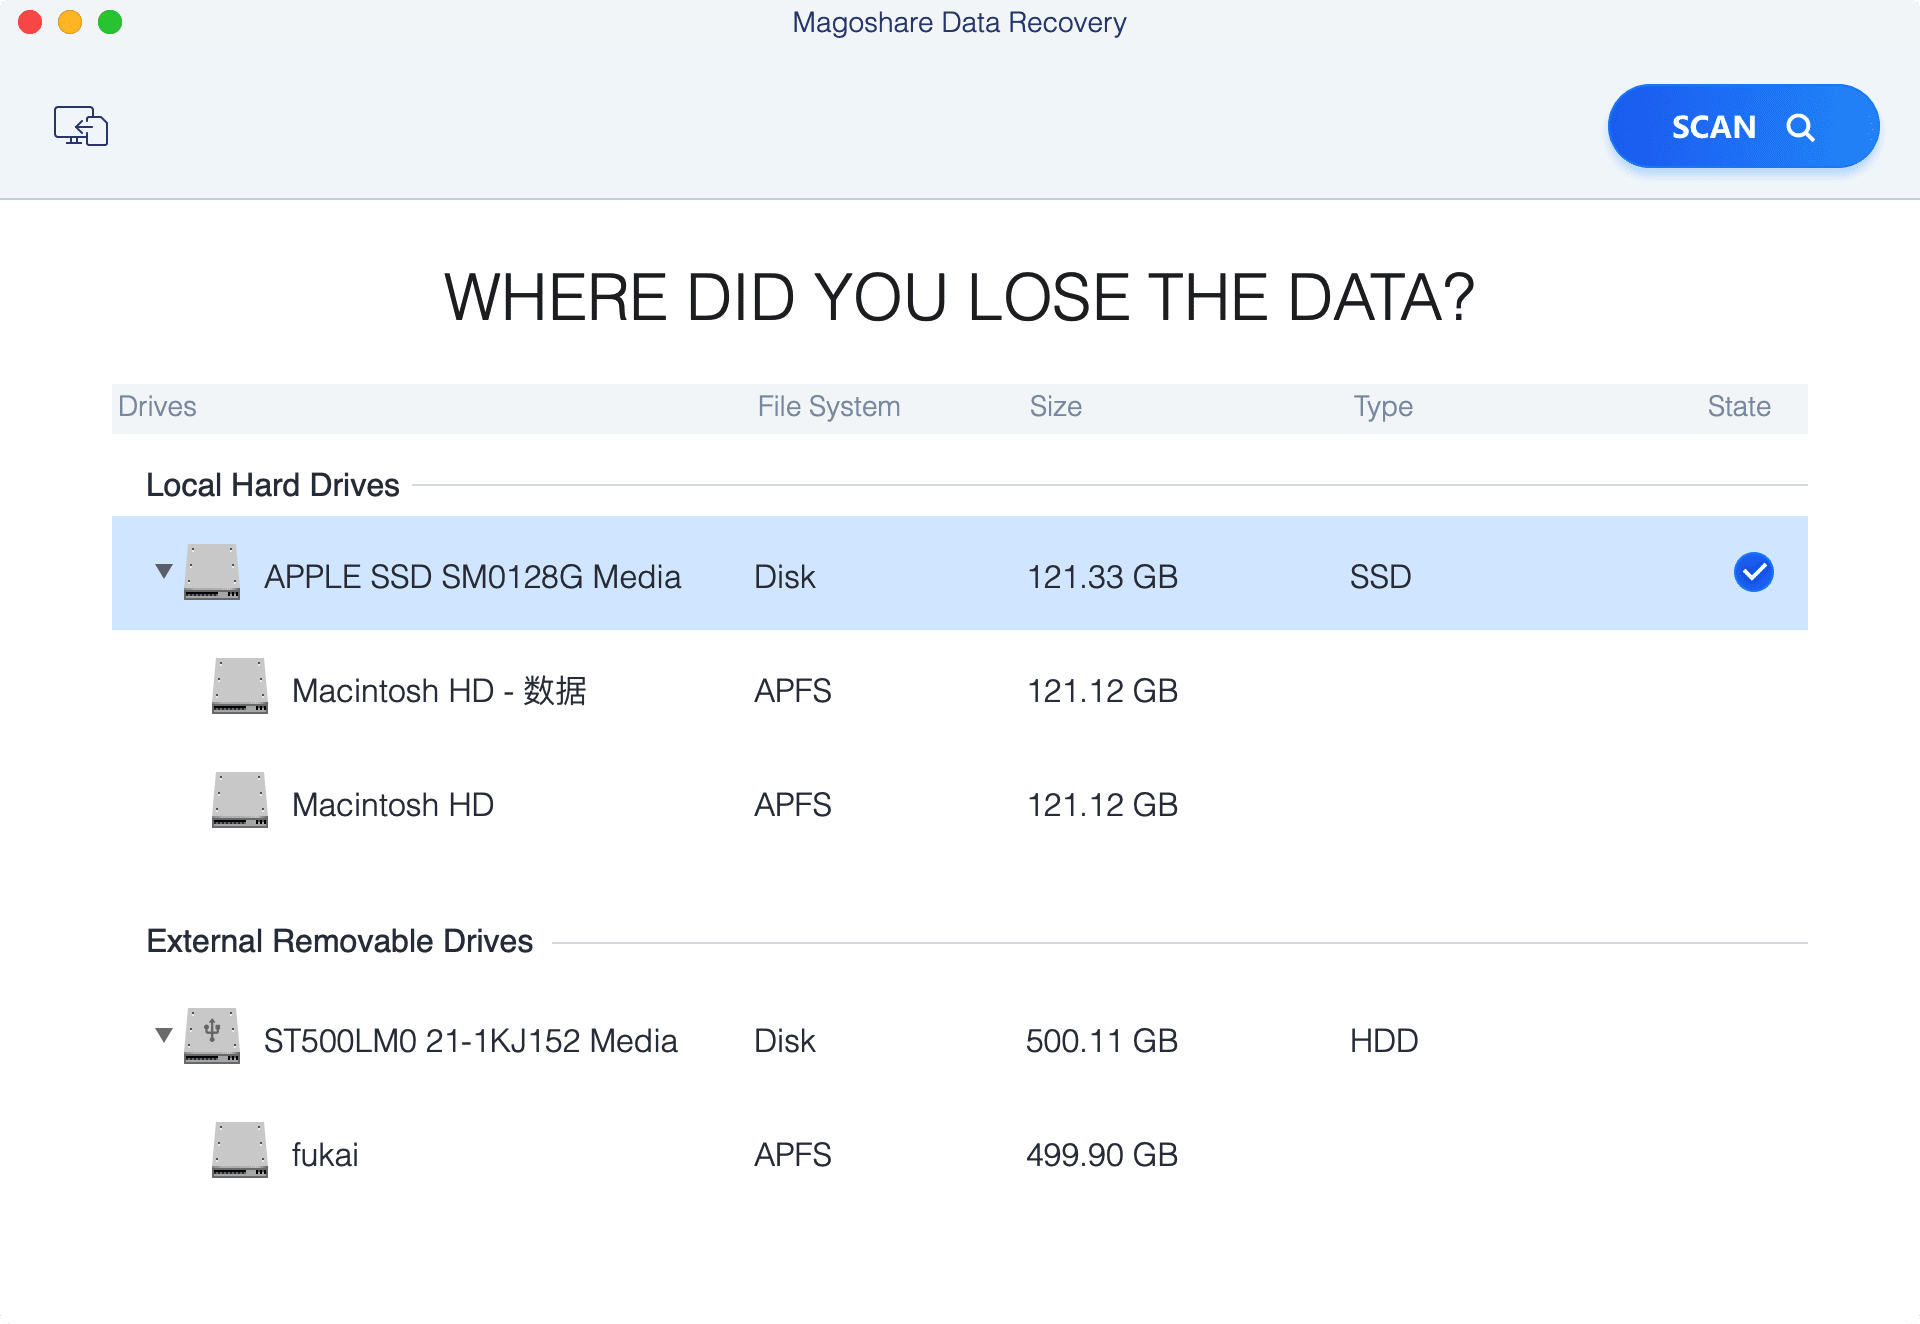 Magoshare Data Recovery
SCAN
WHERE DID YOU LOSE THE DATA?
Drives File System Size Type State
Local Hard Drives
APPLE SSD SM0128G Media Disk 121.33 GB SSD
Macintosh HD - 数据 APFS 121.12 GB
Macintosh HD APFS 121.12 GB
External Removable Drives
ST500LM0 21-1KJ152 Media Disk 500.11 GB HDD
fukai APFS 499.90 GB